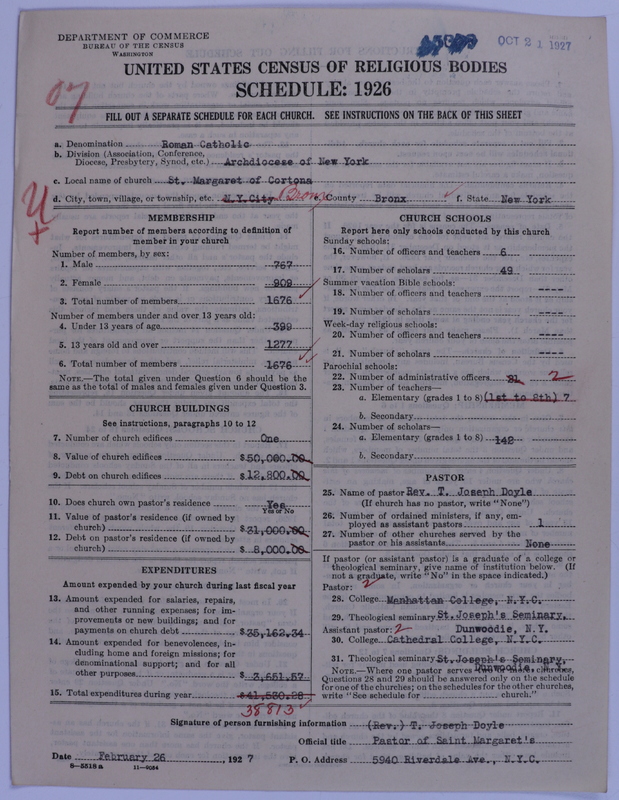 DEPARTMENT OF COMMERCE
BUREAU OF THE CENSUS
WASHINGTON
OCT 21 1927
UNITED STATES CENSUS OF RELIGIOUS BODIES
SCHEDULE: 1926
FILL OUT A SEPARATE SCHEDULE FOR EACH CHURCH. SEE INSTRUCTIONS ON THE BACK OF THIS SHEET
a. Denomination Roman Catholic
b. Division (Association, Conference,
Diocese, Presbytery, Synod, etc.) Archdiocese of New York
c. Local name of church St. Margaret of Cortona
d. City, town, village, or township, etc. N.Y.City Bronx e. County Bronx f. State New York
MEMBERSHIP
Report number of members according to definition of
member in your church
Number of members, by sex:
1. Male 767
2. Female 909
3. Total number of members 1676
Number of members under and over 13 years old:
4. Under 13 years of age 399
5. 13 years old and over 1277
6. Total number of members 1676
NOTE.—The total given under Question 6 should be the
same as the total of males and females given under Question 3.
CHURCH BUILDINGS
See instructions, paragraphs 10 to 12
7. Number of church edifices One
8. Value of church edifices $50,000.00
9. Debt on church edifices $12,800.00
10. Does church own pastor's residence Yes
Yes or No
11. Value of pastor's residence (if owned by
church) $31,000.00
12. Debt on pastor's residence (if owned by
church) $8,000.00
EXPENDITURES
Amount expended by your church during last fiscal year
13. Amount expended for salaries, repairs,
and other running expenses; for im-
provements or new buildings; and for
payments on church debt $35,162.34
14. Amount expended for benevolences, in-
cluding home and foreign missions; for
denominational support; and for all
other purposes $3,651.57
15. Total expenditures during year $41,530.28
38813
CHURCH SCHOOLS
Report here only schools conducted by this church
Sunday schools:
16. Number of officers and teachers 6
17. Number of scholars 49
Summer vacation Bible schools:
18. Number of officers and teachers ----
19. Number of scholars ----
Week-day religious schools:
20. Number of officers and teachers ----
21. Number of scholars ----
Parochial schools:
22. Number of administrative officers 2
23. Number of teachers—
a. Elementary (grades 1 to 8) (1st to 8th) 7
b. Secondary
24. Number of scholars—
a. Elementary (grades 1 to 8) 142
b. Secondary
PASTOR
25. Name of pastor Rev. T. Joseph Doyle
(If church has no pastor, write "None")
26. Number of ordained ministers, if any, em-
ployed as assistant pastors 1
27. Number of other churches served by the
pastor or his assistants None
If pastor (or assistant pastor) is a graduate of a college or
theological seminary, give name of institution below. (If
not a graduate, write "No" in the space indicated.)
Pastor: 2
28. College Manhattan College, N.Y.C.
29. Theological seminary St. Joseph's Seminary,
Assistant pastor: 2 Dunwoodie, N.Y.
30. College Cathedral College, N.Y.C.
31. Theological seminary St. Joseph's Seminary,
Dunwoodie
NOTE.—Where one pastor serves two or more churches,
Questions 28 and 29 should be answered only on the schedule
for one of the churches; on the schedules for the other churches,
write "See schedule for church."
Signature of person furnishing information (Rev.) T. Joseph Doyle
Official title Pastor of Saint Margaret's
Date February 26, 1927 P. O. Address 5940 Riverdale Ave., N.Y.C.
8—5518 a 11—9034